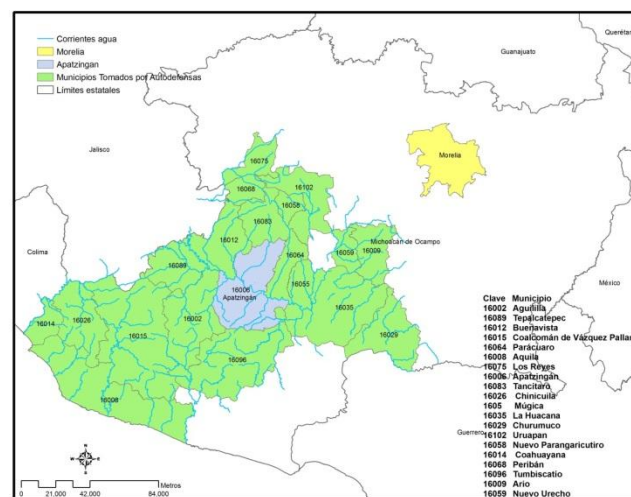 Corrientes agua
Morelia
Apatzingan
Municipios Tomados por Autodefensas
Límites estatales
Querétaro
Guanajuato
Jalisco
Morelia
Colima
Michoacán de Ocampo
México
Guerrero
16075
16068
16102
16058
16083
16012
16064
16059
16009
16089
16006
Apatzingán
16055
16002
16035
16014
16026
16015
16029
16096
16008
Clave Municipio
16002 Aguililla
16089 Tepalcatepec
16012 Buenavista
16015 Coalcomán de Vázquez Pallar
16064 Parácuaro
16008 Aquila
16075 Los Reyes
16006 Apatzingán
16083 Tancítaro
16026 Chinicuila
1605 Múgica
16035 La Huacana
16029 Churumuco
16102 Uruapan
16058 Nuevo Parangaricutiro
16014 Coahuayana
16068 Peribán
16096 Tumbiscatio
16009 Ario
16059 Nuevo Urecho
N
W E
S
Metros
0 21,000 42,000 84,000